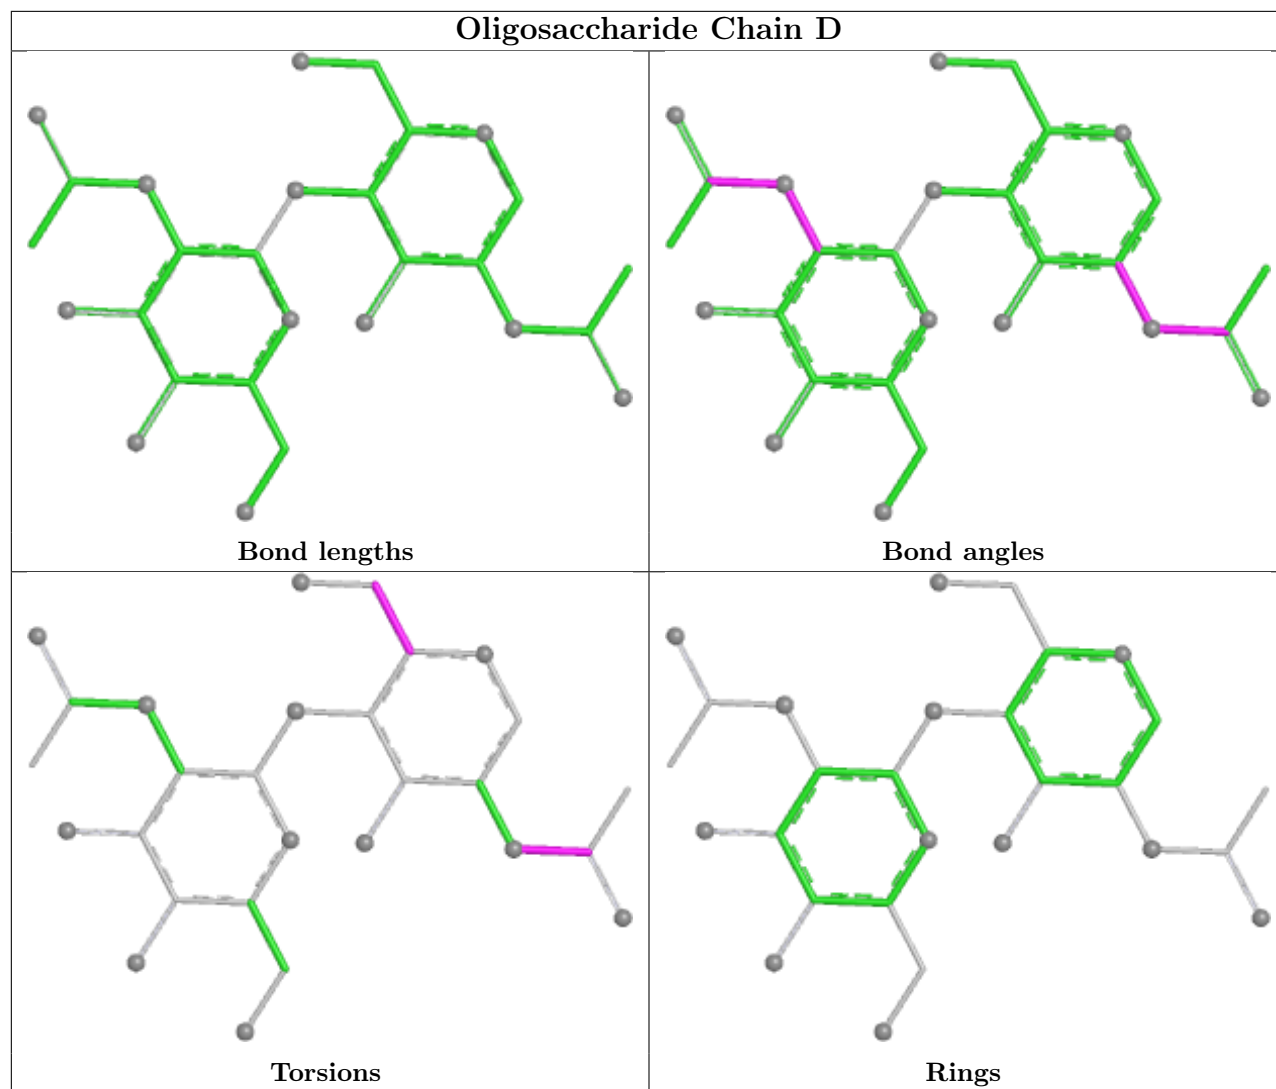 Oligosaccharide Chain D
Bond lengths
Bond angles
Torsions
Rings